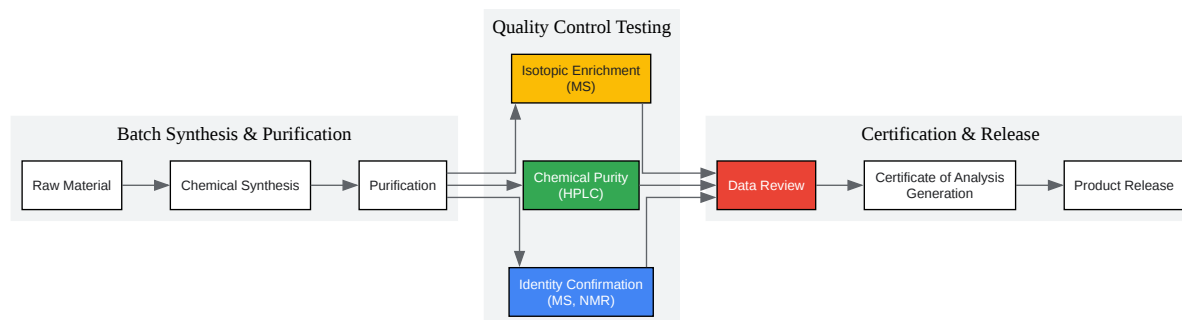 Quality Control Testing
Isotopic Enrichment
(MS)
Batch Synthesis & Purification
Raw Material
Chemical Synthesis
Purification
Chemical Purity
(HPLC)
Identity Confirmation
(MS, NMR)
Certification & Release
Data Review
Certificate of Analysis
Generation
Product Release